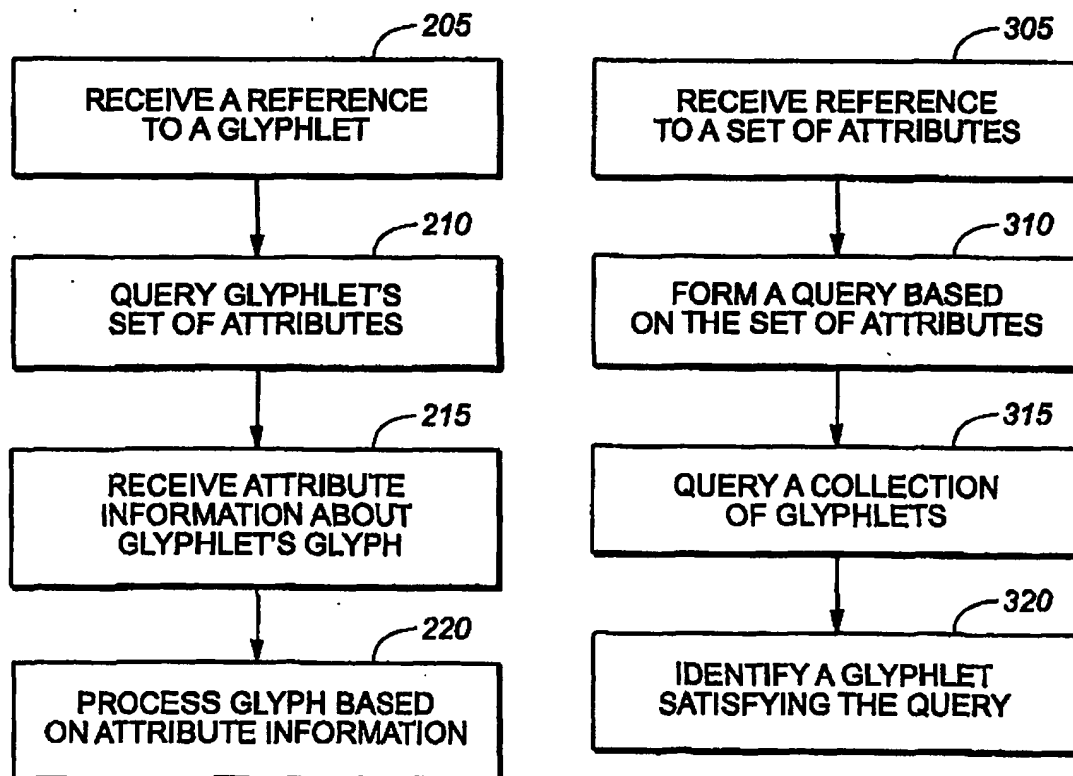 205
RECEIVE A REFERENCE
TO A GLYPHLET
210
QUERY GLYPHLET'S
SET OF ATTRIBUTES
215
RECEIVE ATTRIBUTE
INFORMATION ABOUT
GLYPHLET'S GLYPH
220
PROCESS GLYPH BASED
ON ATTRIBUTE INFORMATION
305
RECEIVE REFERENCE
TO A SET OF ATTRIBUTES
310
FORM A QUERY BASED
ON THE SET OF ATTRIBUTES
315
QUERY A COLLECTION
OF GLYPHLETS
320
IDENTIFY A GLYPHLET
SATISFYING THE QUERY